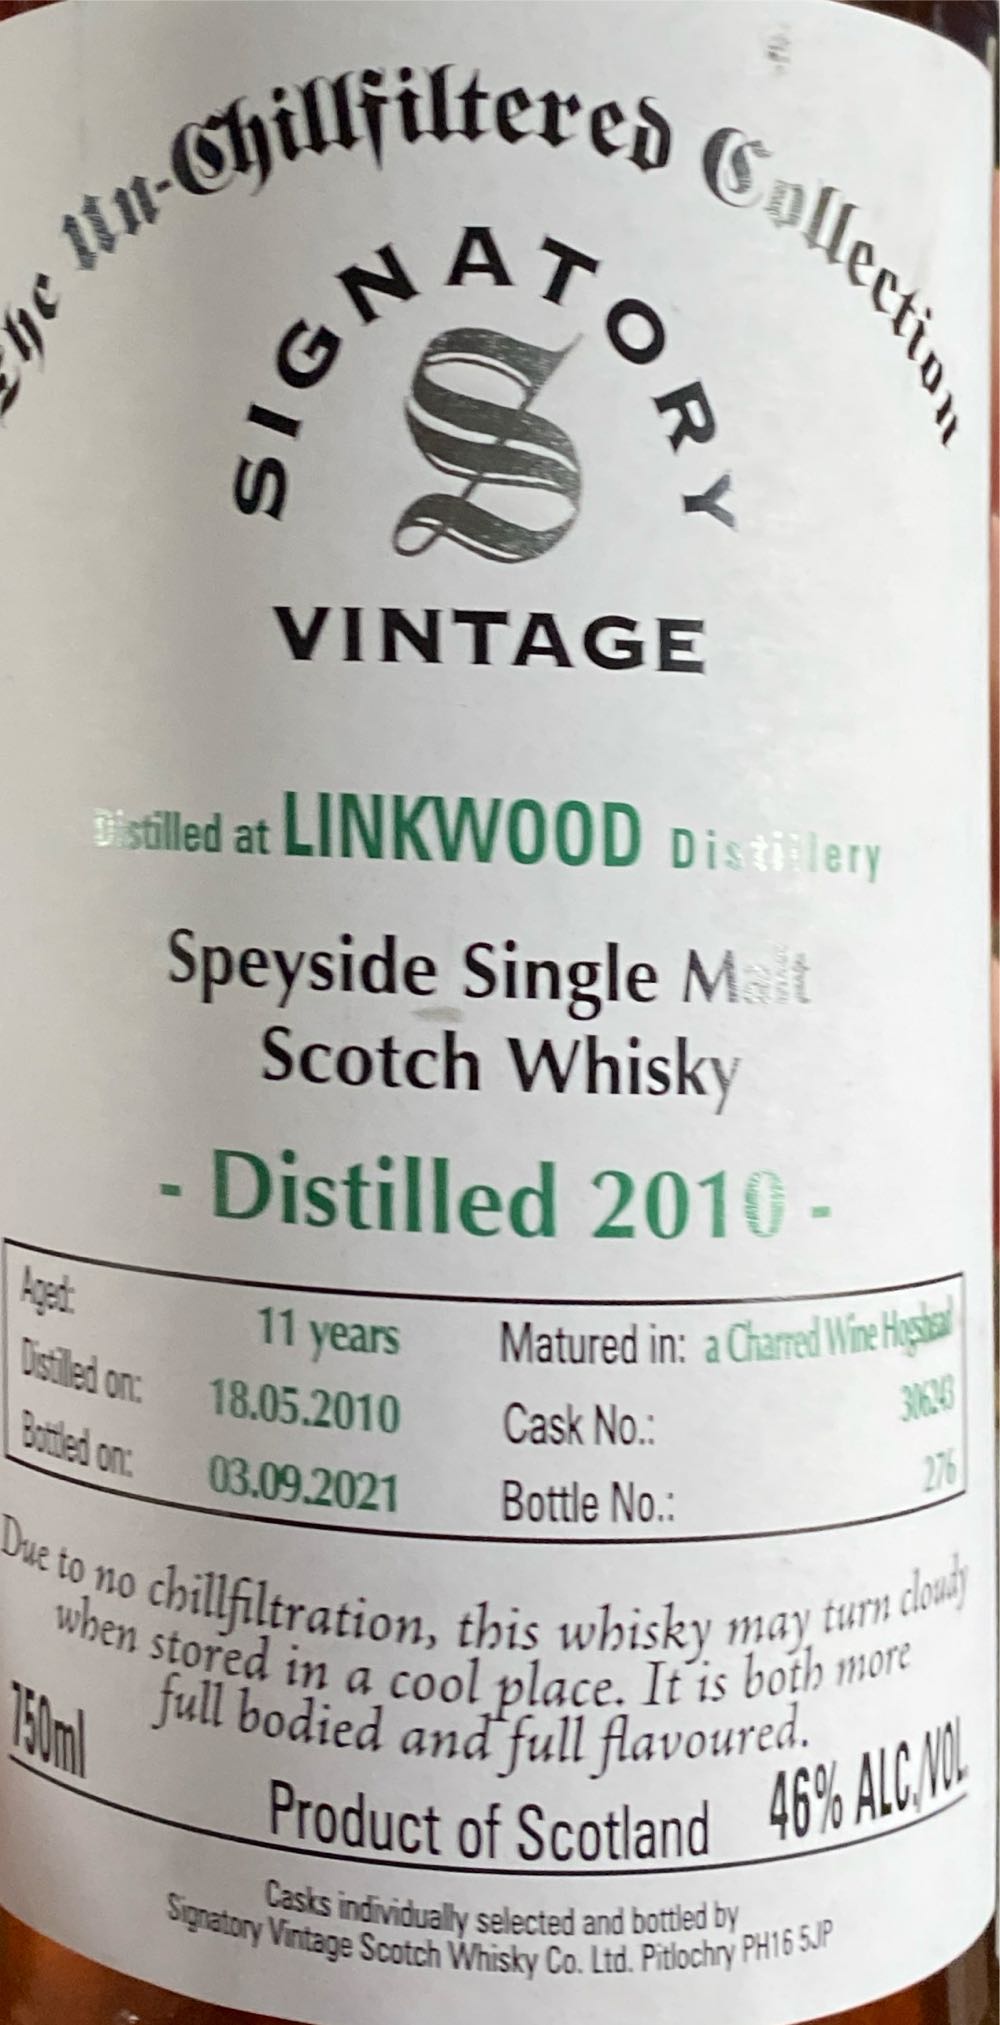 The Un-Chillfiltered Collection
SIGNATORY
S
VINTAGE
Distilled at LINKWOOD Distillery
Speyside Single Malt
Scotch Whisky
- Distilled 2010 -
Aged: 11 years Matured in: a Charred Wine Hogshead
Distilled on: 18.05.2010 Cask No.: 306243
Bottled on: 03.09.2021 Bottle No.: 276
Due to no chillfiltration, this whisky may turn cloudy
when stored in a cool place. It is both more
full bodied and full flavoured.
750ml Product of Scotland 46% ALC./VOL.
Casks individually selected and bottled by
Signatory Vintage Scotch Whisky Co. Ltd. Pitlochry PH16 5JP